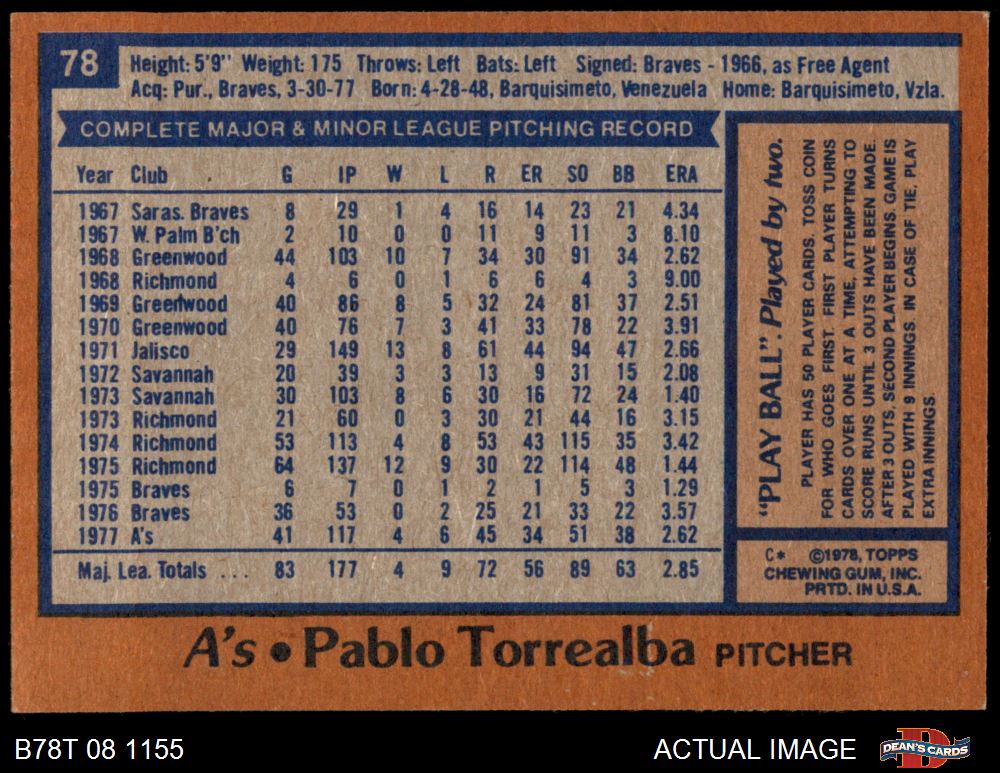 78
Height: 5'9" Weight: 175 Throws: Left Bats: Left Signed: Braves - 1966, as Free Agent
Acq: Pur., Braves, 3-30-77 Born: 4-28-48, Barquisimeto, Venezuela Home: Barquisimeto, Vzla.
COMPLETE MAJOR & MINOR LEAGUE PITCHING RECORD
Year Club G IP W L R ER SO BB ERA
1967 Saras. Braves 8 29 1 4 16 14 23 21 4.34
1967 W. Palm B'ch 2 10 0 0 11 9 11 3 8.10
1968 Greenwood 44 103 10 7 34 30 91 34 2.62
1968 Richmond 4 6 0 1 6 6 4 3 9.00
1969 Greenwood 40 86 8 5 32 24 81 37 2.51
1970 Greenwood 40 76 7 3 41 33 78 22 3.91
1971 Jalisco 29 149 13 8 61 44 94 47 2.66
1972 Savannah 20 39 3 3 13 9 31 15 2.08
1973 Savannah 30 103 8 6 30 16 72 24 1.40
1973 Richmond 21 60 0 3 30 21 44 16 3.15
1974 Richmond 53 113 4 8 53 43 115 35 3.42
1975 Richmond 64 137 12 9 30 22 114 48 1.44
1975 Braves 6 7 0 1 2 1 5 3 1.29
1976 Braves 36 53 0 2 25 21 33 22 3.57
1977 A's 41 117 4 6 45 34 51 38 2.62
Maj. Lea. Totals ... 83 177 4 9 72 56 89 63 2.85
"PLAY BALL". Played by two.
PLAYER HAS 50 PLAYER CARDS. TOSS COIN
FOR WHO GOES FIRST. FIRST PLAYER TURNS
CARDS OVER ONE AT A TIME, ATTEMPTING TO
SCORE RUNS UNTIL 3 OUTS HAVE BEEN MADE.
AFTER 3 OUTS, SECOND PLAYER BEGINS. GAME IS
PLAYED WITH 9 INNINGS. IN CASE OF TIE, PLAY
EXTRA INNINGS.
C* ©1978, TOPPS
CHEWING GUM, INC.
PRTD. IN U.S.A.
A's • Pablo Torrealba PITCHER
B78T 08 1155
ACTUAL IMAGE
DEAN'S CARDS